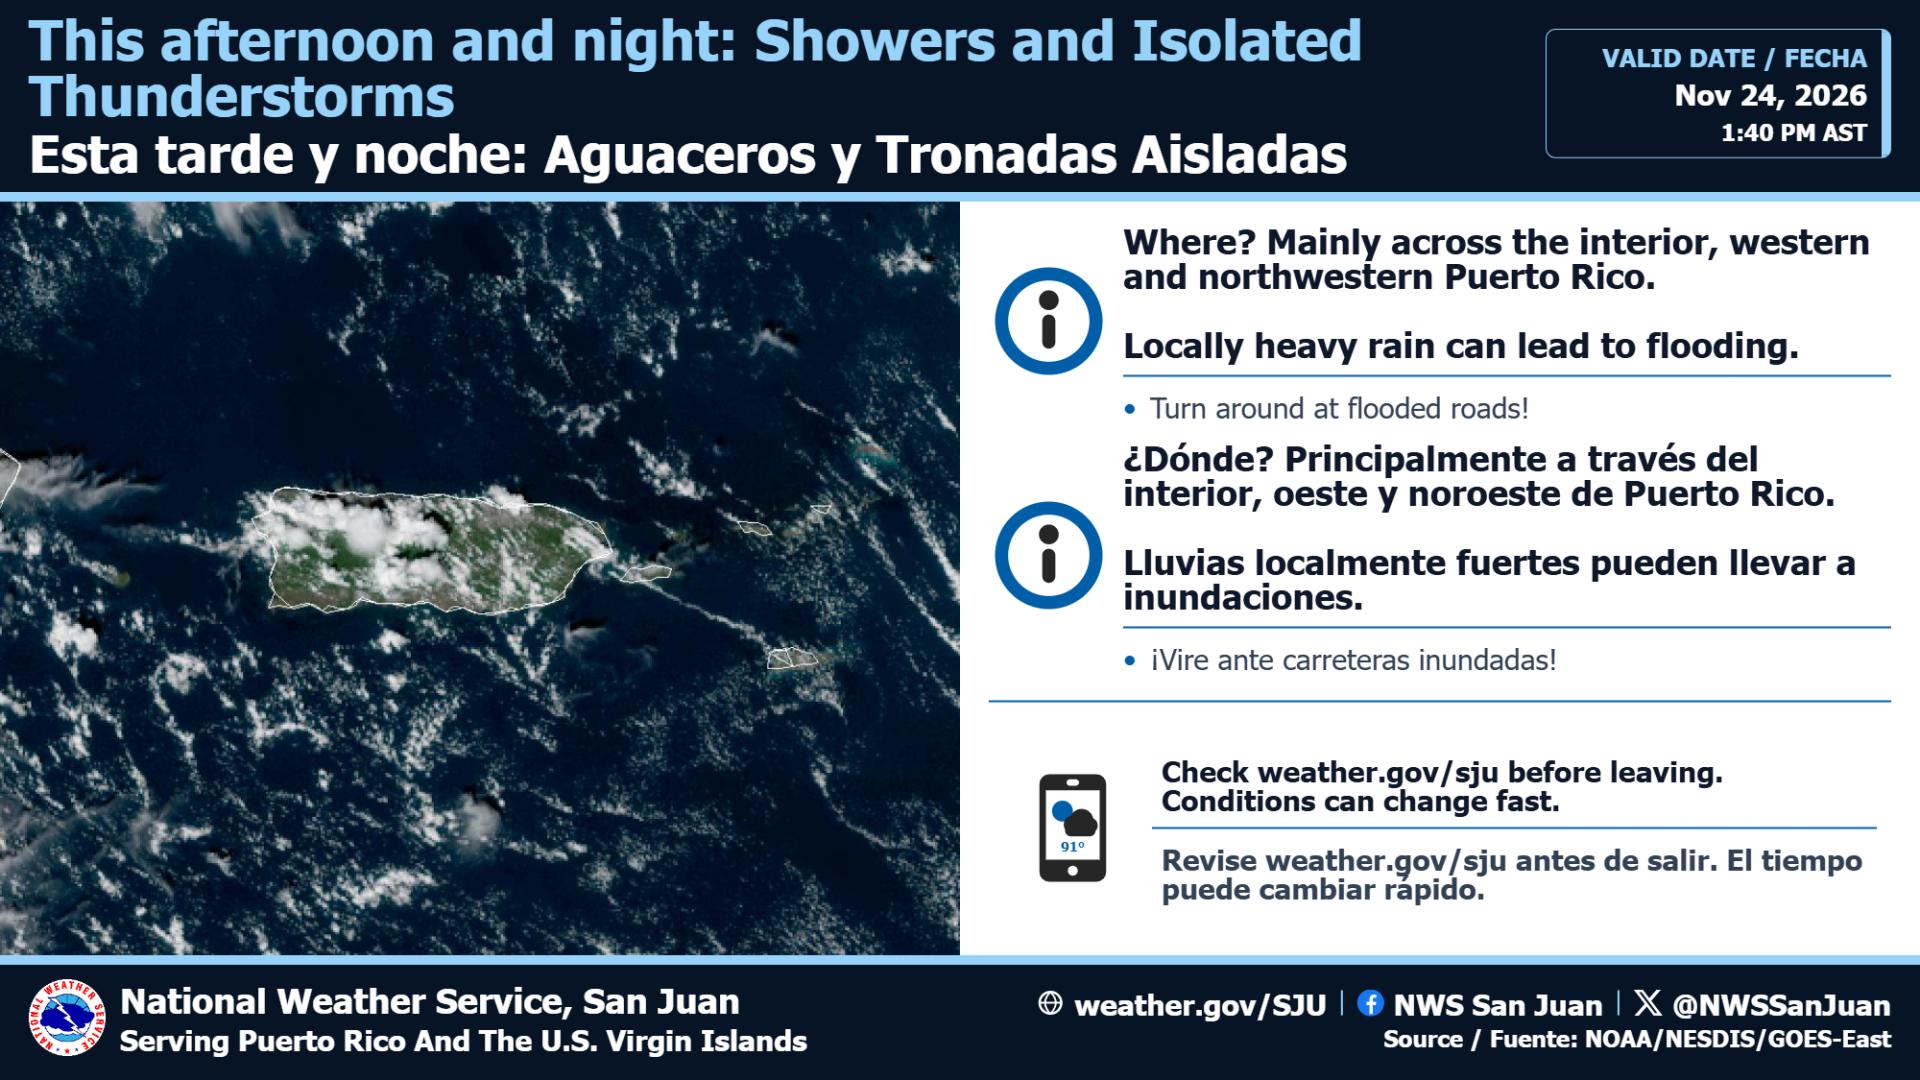 This afternoon and night: Showers and Isolated
Thunderstorms
Esta tarde y noche: Aguaceros y Tronadas Aisladas
VALID DATE / FECHA
Nov 24, 2026
1:40 PM AST
Where? Mainly across the interior, western
and northwestern Puerto Rico.
Locally heavy rain can lead to flooding.
• Turn around at flooded roads!
¿Dónde? Principalmente a través del
interior, oeste y noroeste de Puerto Rico.
Lluvias localmente fuertes pueden llevar a
inundaciones.
• ¡Vire ante carreteras inundadas!
91°
Check weather.gov/sju before leaving.
Conditions can change fast.
Revise weather.gov/sju antes de salir. El tiempo
puede cambiar rápido.
NATIONAL WEATHER SERVICE
National Weather Service, San Juan
Serving Puerto Rico And The U.S. Virgin Islands
weather.gov/SJU | NWS San Juan | @NWSSanJuan
Source / Fuente: NOAA/NESDIS/GOES-East